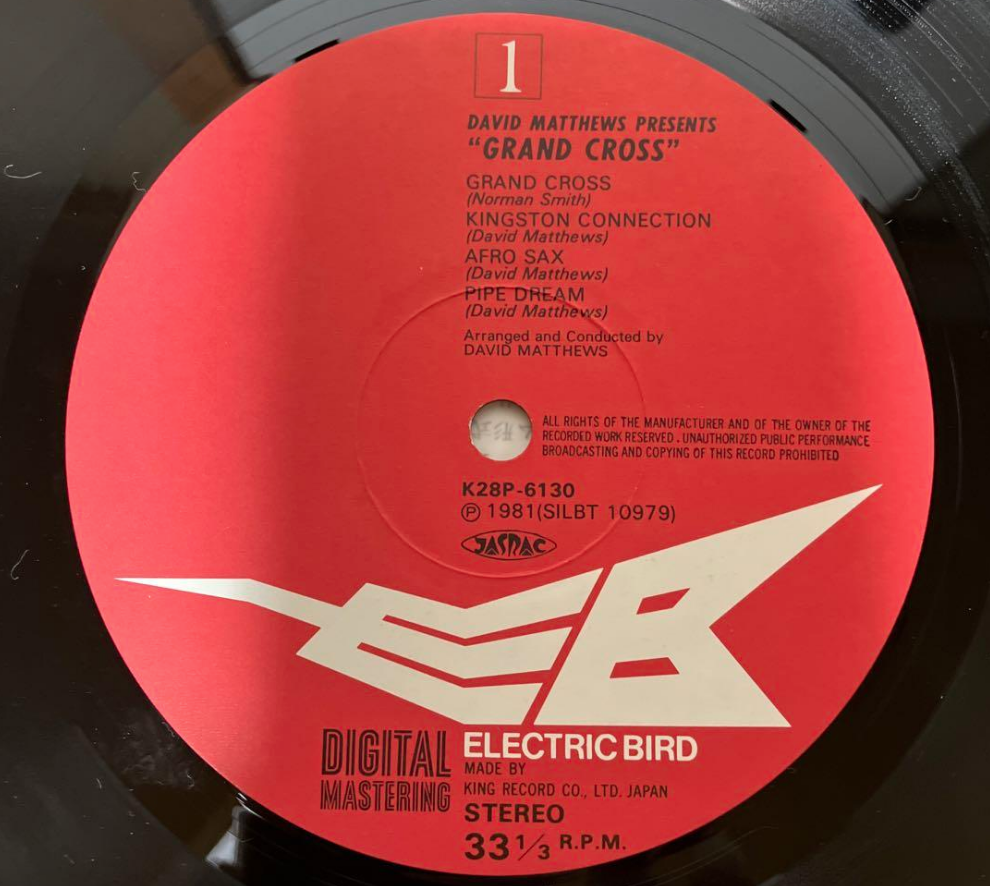 1
DAVID MATTHEWS PRESENTS
"GRAND CROSS"
GRAND CROSS
(Norman Smith)
KINGSTON CONNECTION
(David Matthews)
AFRO SAX
(David Matthews)
PIPE DREAM
(David Matthews)
Arranged and Conducted by
DAVID MATTHEWS
ALL RIGHTS OF THE MANUFACTURER AND OF THE OWNER OF THE
RECORDED WORK RESERVED . UNAUTHORIZED PUBLIC PERFORMANCE
BROADCASTING AND COPYING OF THIS RECORD PROHIBITED
K28P-6130
Ⓟ 1981(SILBT 10979)
JASRAC
EB
DIGITAL
MASTERING
ELECTRIC BIRD
MADE BY
KING RECORD CO., LTD. JAPAN
STEREO
33 1/3 R.P.M.